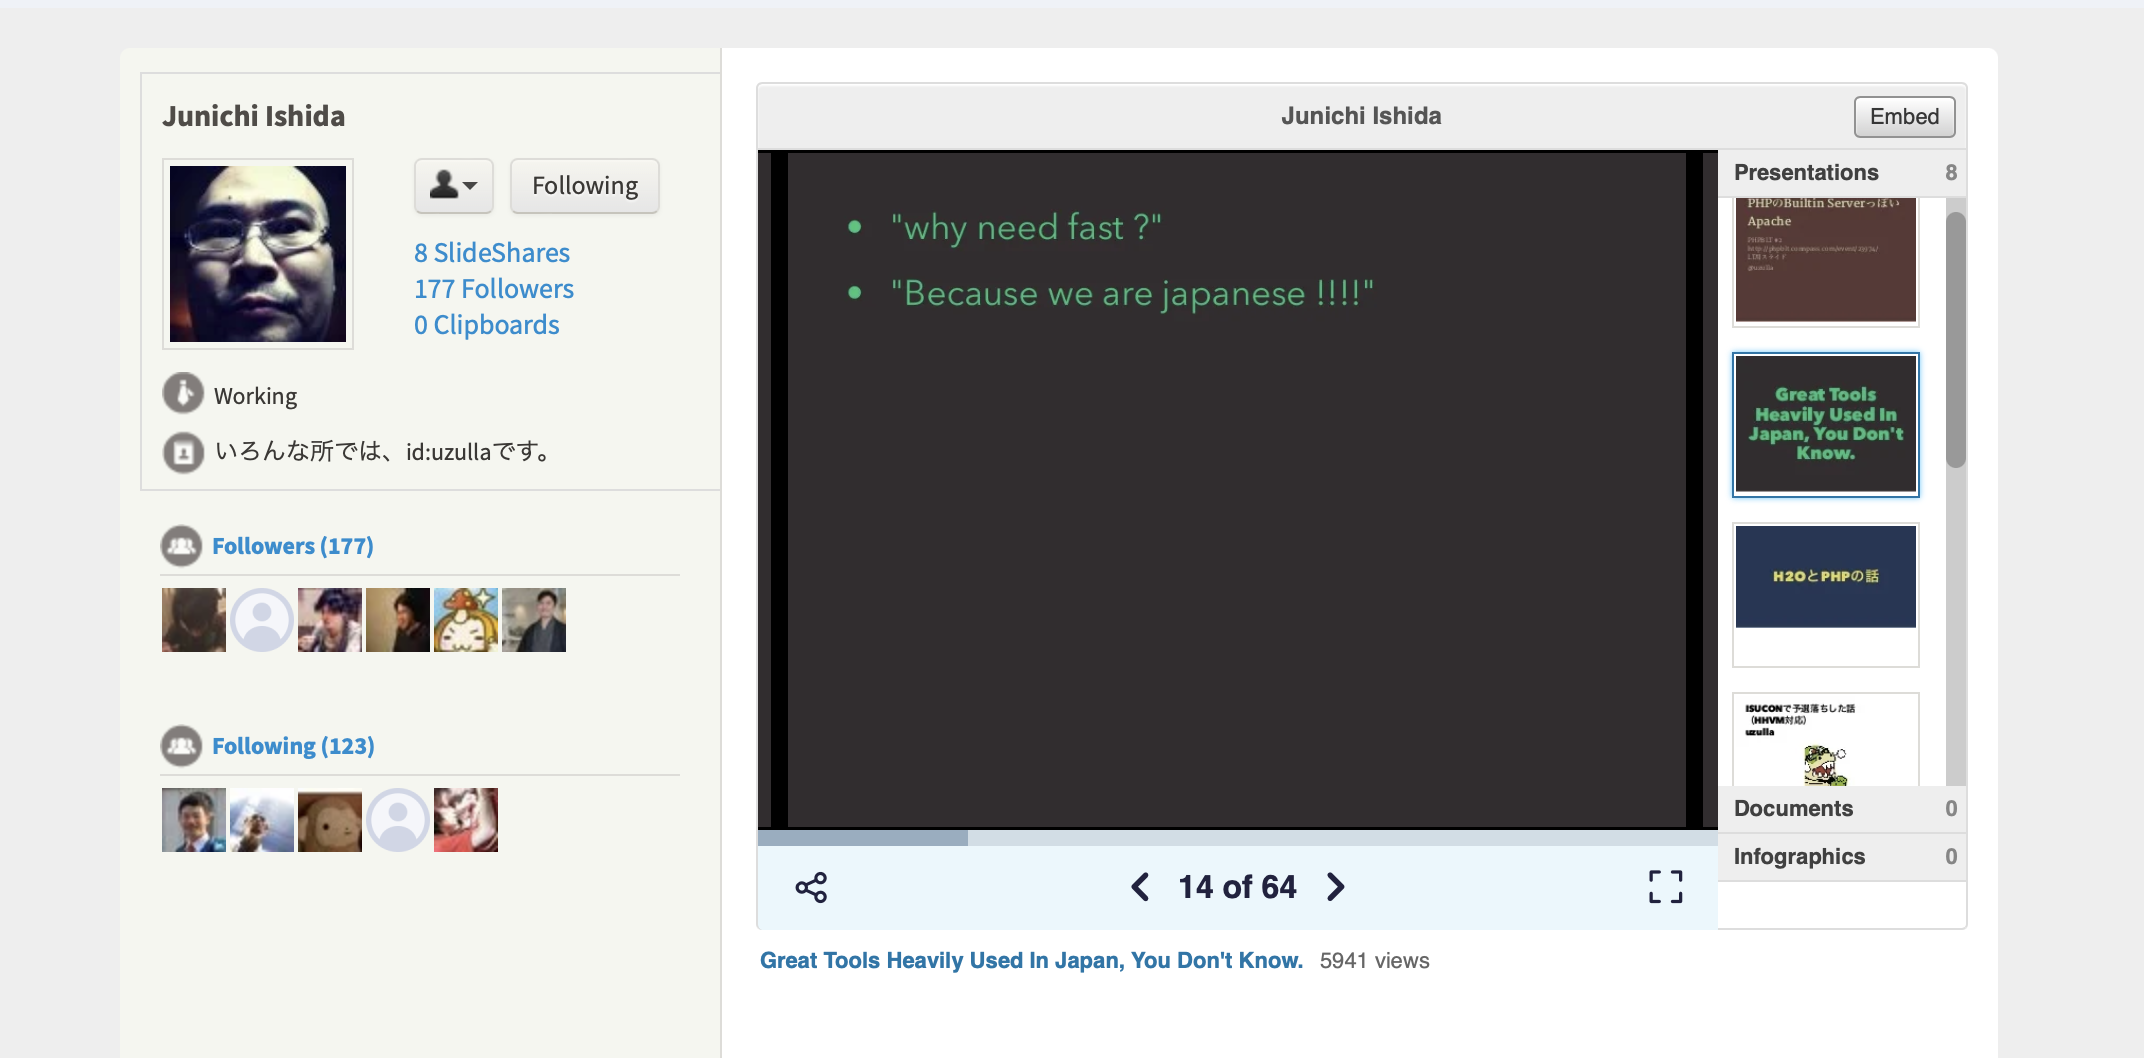 Junichi Ishida
Following
8 SlideShares
177 Followers
0 Clipboards
Working
いろんな所では、id:uzullaです。
Followers (177)
Following (123)
Junichi Ishida
Embed
• "why need fast ?"
• "Because we are japanese !!!!"
14 of 64
Great Tools Heavily Used In Japan, You Don't Know. 5941 views
Presentations 8
PHPのBuiltin Serverっぽい
Apache
Great Tools
Heavily Used In
Japan, You Don't
Know.
H2OとPHPの話
ISUCONで予選落ちした話
(HHVM対応)
uzulla
Documents 0
Infographics 0